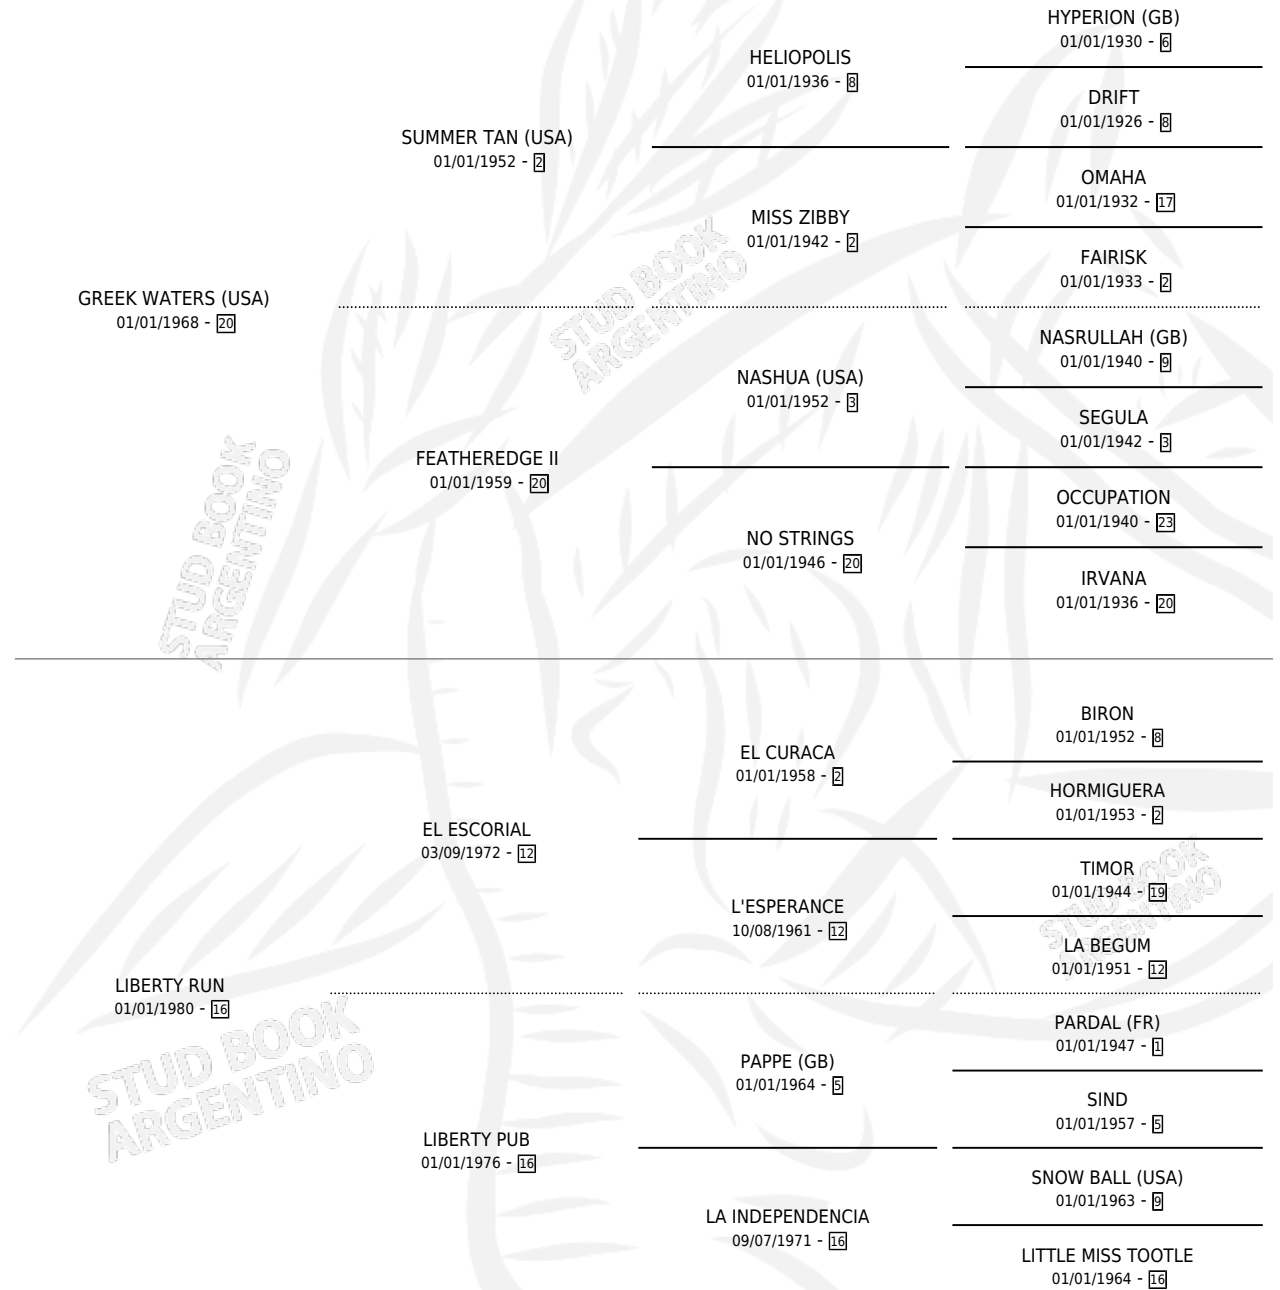 HYPERION (GB)
01/01/1930 - 6
HELIOPOLIS
01/01/1936 - 8
DRIFT
01/01/1926 - 8
SUMMER TAN (USA)
01/01/1952 - 2
OMAHA
01/01/1932 - 17
MISS ZIBBY
01/01/1942 - 2
FAIRISK
01/01/1933 - 2
GREEK WATERS (USA)
01/01/1968 - 20
STUD BOOK
ARGENTINO
NASRULLAH (GB)
01/01/1940 - 9
NASHUA (USA)
01/01/1952 - 3
SEGULA
01/01/1942 - 3
FEATHEREDGE II
01/01/1959 - 20
OCCUPATION
01/01/1940 - 23
NO STRINGS
01/01/1946 - 20
IRVANA
01/01/1936 - 20
STUD BOOK
ARGENTINO
BIRON
01/01/1952 - 8
EL CURACA
01/01/1958 - 2
HORMIGUERA
01/01/1953 - 2
EL ESCORIAL
03/09/1972 - 12
TIMOR
01/01/1944 - 19
L'ESPERANCE
10/08/1961 - 12
LA BEGUM
01/01/1951 - 12
STUD BOOK
ARGENTINO
LIBERTY RUN
01/01/1980 - 16
PARDAL (FR)
01/01/1947 - 1
PAPPE (GB)
01/01/1964 - 5
SIND
01/01/1957 - 5
STUD BOOK
ARGENTINO
LIBERTY PUB
01/01/1976 - 16
SNOW BALL (USA)
01/01/1963 - 9
LA INDEPENDENCIA
09/07/1971 - 16
LITTLE MISS TOOTLE
01/01/1964 - 16